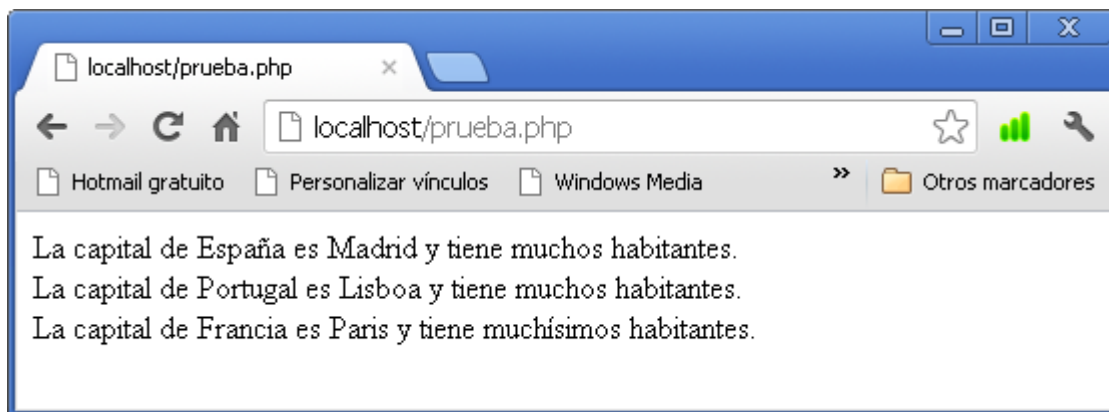 localhost/prueba.php
localhost/prueba.php
Hotmail gratuito Personalizar vínculos Windows Media » Otros marcadores
La capital de España es Madrid y tiene muchos habitantes.
La capital de Portugal es Lisboa y tiene muchos habitantes.
La capital de Francia es Paris y tiene muchísimos habitantes.